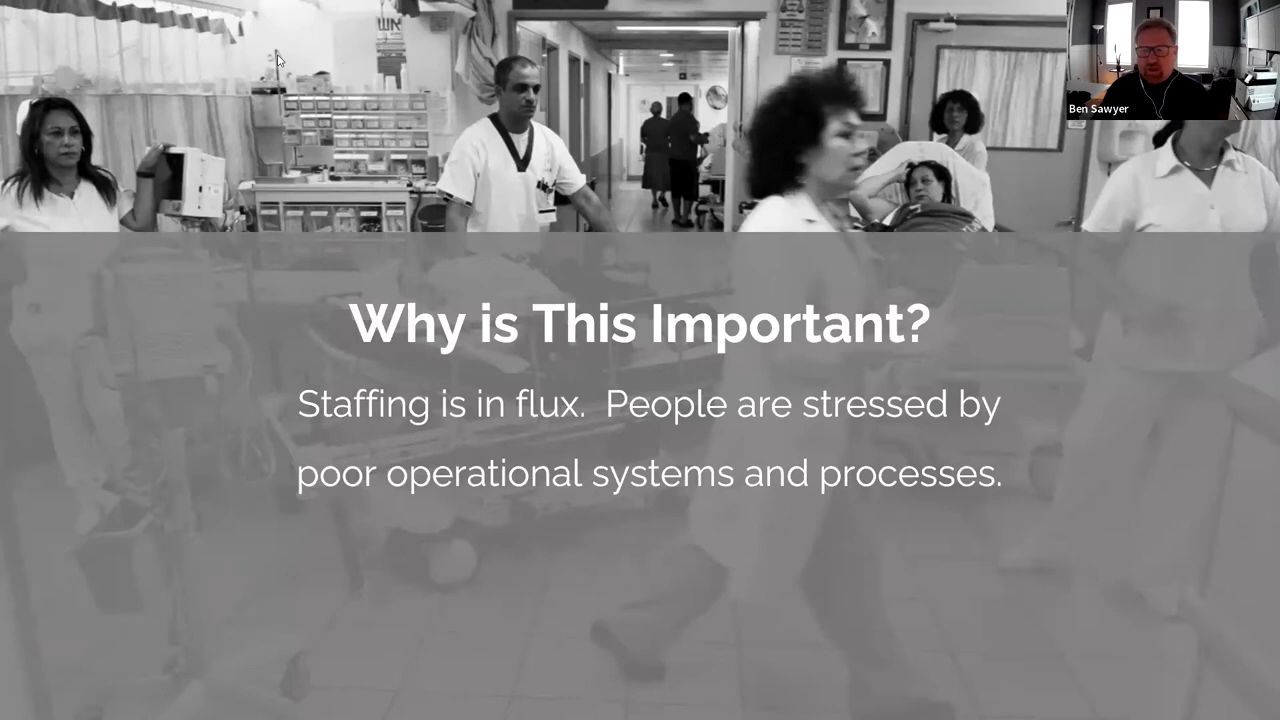 Ben Sawyer
Why is This Important?
Staffing is in flux.  People are stressed by
poor operational systems and processes.